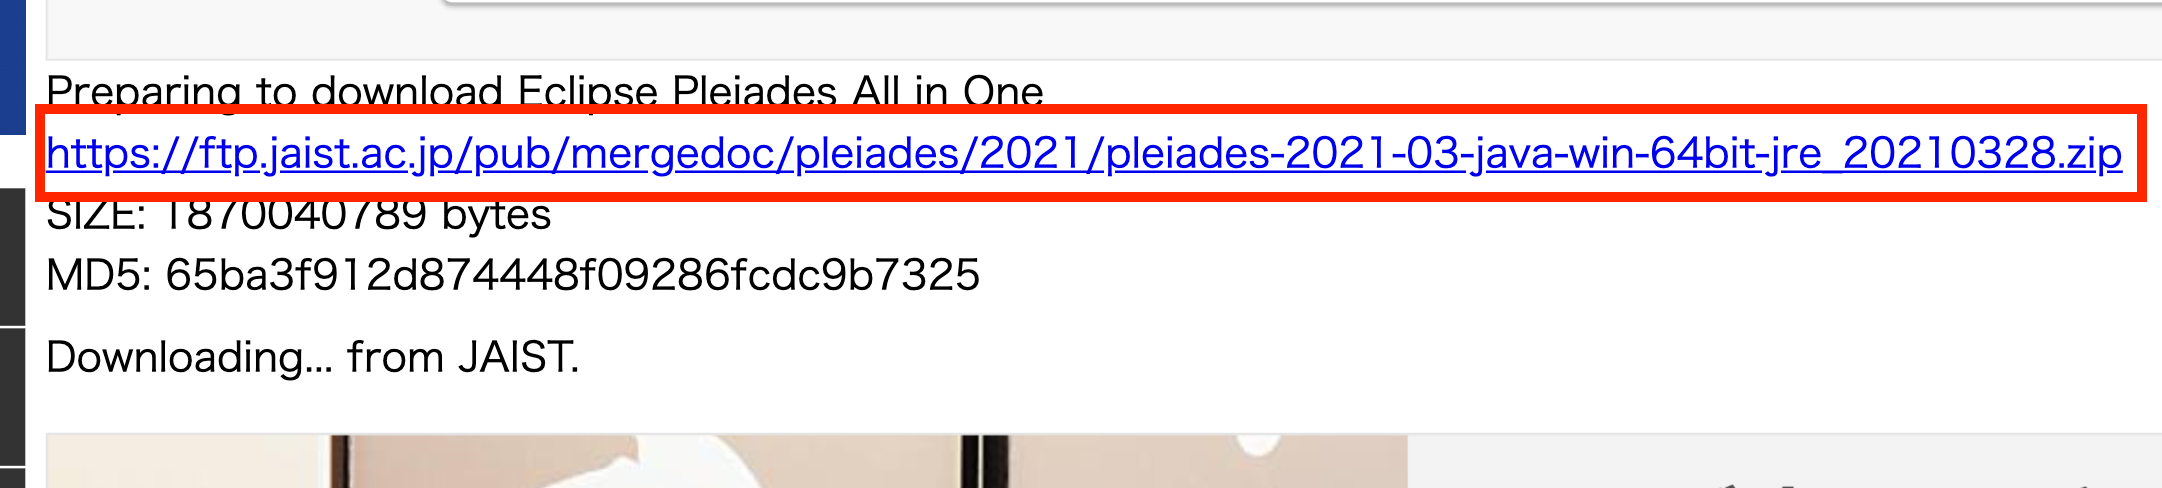 Preparing to download Eclipse Pleiades All in One
https://ftp.jaist.ac.jp/pub/mergedoc/pleiades/2021/pleiades-2021-03-java-win-64bit-jre_20210328.zip
SIZE: 1870040789 bytes
MD5: 65ba3f912d874448f09286fcdc9b7325
Downloading... from JAIST.